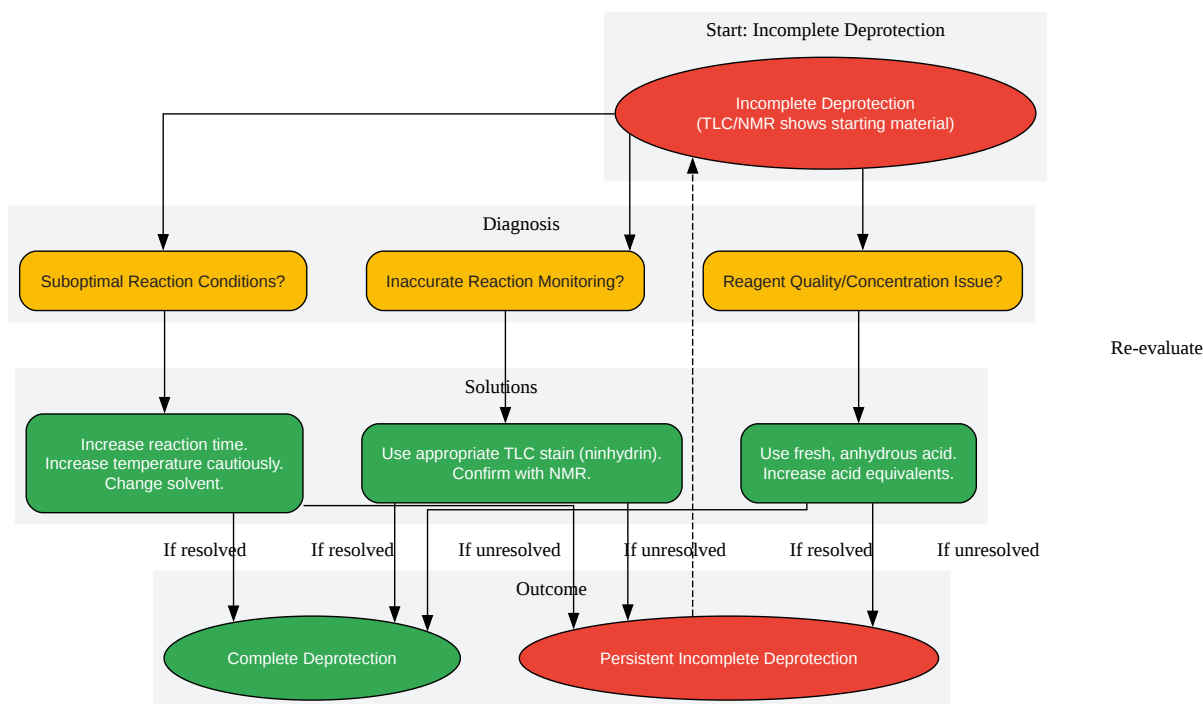 Start: Incomplete Deprotection
Incomplete Deprotection
(TLC/NMR shows starting material)
Diagnosis
Suboptimal Reaction Conditions?
Inaccurate Reaction Monitoring?
Reagent Quality/Concentration Issue?
Re-evaluate
Solutions
Increase reaction time.
Increase temperature cautiously.
Change solvent.
Use appropriate TLC stain (ninhydrin).
Confirm with NMR.
Use fresh, anhydrous acid.
Increase acid equivalents.
If resolved
If resolved
If unresolved
If unresolved
If resolved
If unresolved
Outcome
Complete Deprotection
Persistent Incomplete Deprotection